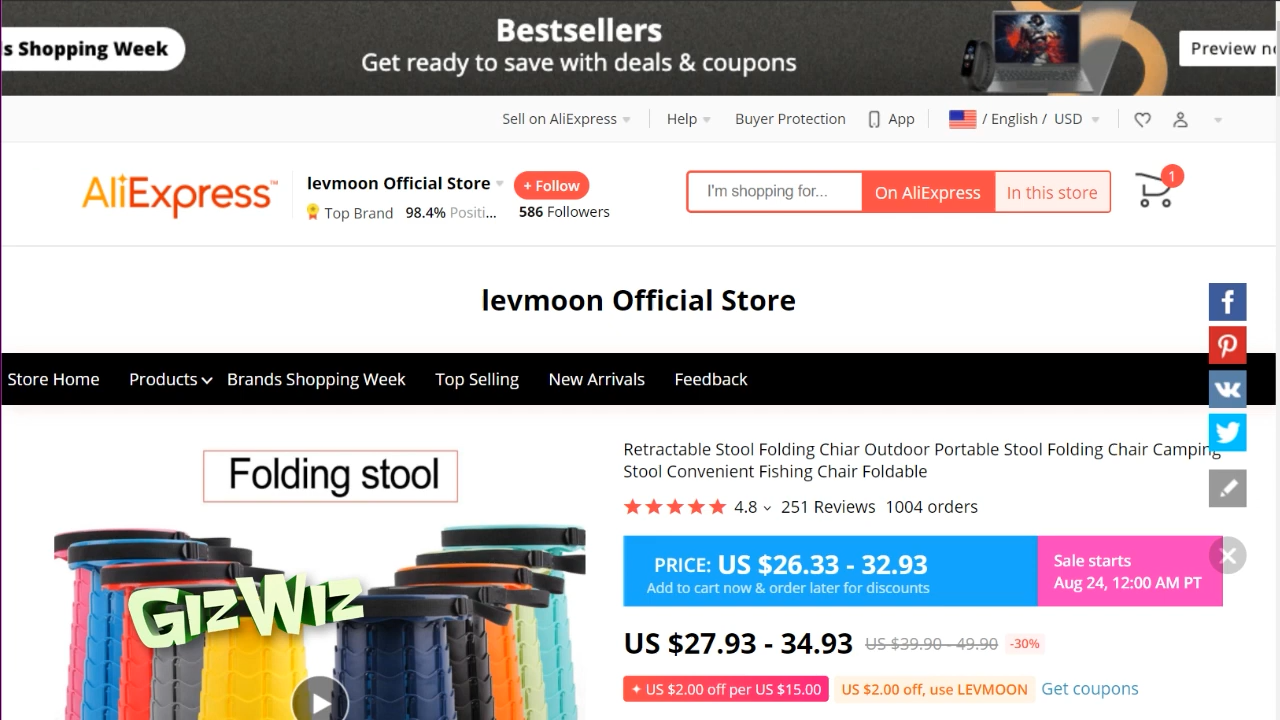 s Shopping Week
Bestsellers
Get ready to save with deals & coupons
Preview no
Sell on AliExpress
Help
Buyer Protection
App
/ English / USD
AliExpress™
levmoon Official Store
+ Follow
Top Brand 98.4% Positi...
586 Followers
I'm shopping for...
On AliExpress
In this store
1
levmoon Official Store
Store Home Products Brands Shopping Week Top Selling New Arrivals Feedback
Folding stool
GizWiz
Retractable Stool Folding Chiar Outdoor Portable Stool Folding Chair Camping
Stool Convenient Fishing Chair Foldable
4.8 251 Reviews 1004 orders
PRICE: US $26.33 - 32.93
Add to cart now & order later for discounts
Sale starts
Aug 24, 12:00 AM PT
US $27.93 - 34.93 US $39.90 - 49.90 -30%
US $2.00 off per US $15.00 US $2.00 off, use LEVMOON Get coupons